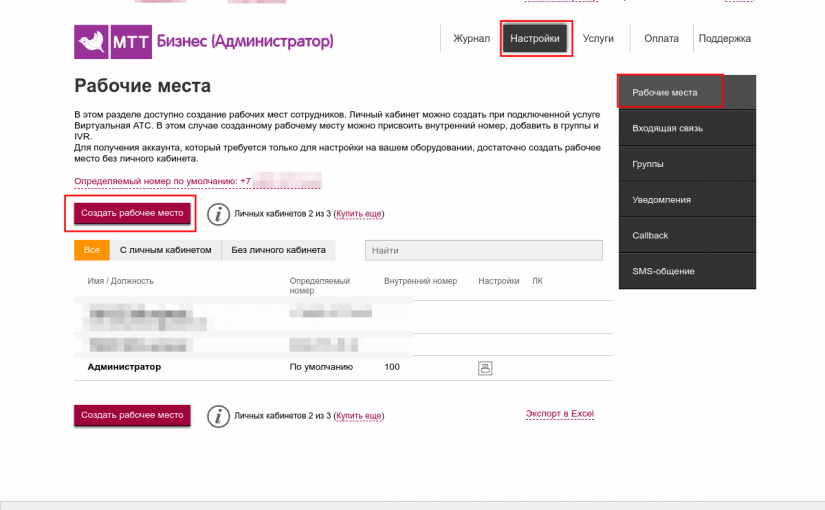 МТТ Бизнес (Администратор)
Журнал Настройки Услуги Оплата Поддержка
Рабочие места
В этом разделе доступно создание рабочих мест сотрудников. Личный кабинет можно создать при подключенной услуге
Виртуальная АТС. В этом случае созданному рабочему месту можно присвоить внутренний номер, добавить в группы и
IVR.
Для получения аккаунта, который требуется только для настройки на вашем оборудовании, достаточно создать рабочее
место без личного кабинета.
Определяемый номер по умолчанию: +7
Создать рабочее место
i Личных кабинетов 2 из 3 (Купить еще)
Все С личным кабинетом Без личного кабинета
Найти
Имя / Должность Определяемый Внутренний номер Настройки ЛК
номер
Администратор По умолчанию 100
Создать рабочее место
i Личных кабинетов 2 из 3 (Купить еще)
Экспорт в Excel
Рабочие места
Входящая связь
Группы
Уведомления
Callback
SMS-общение